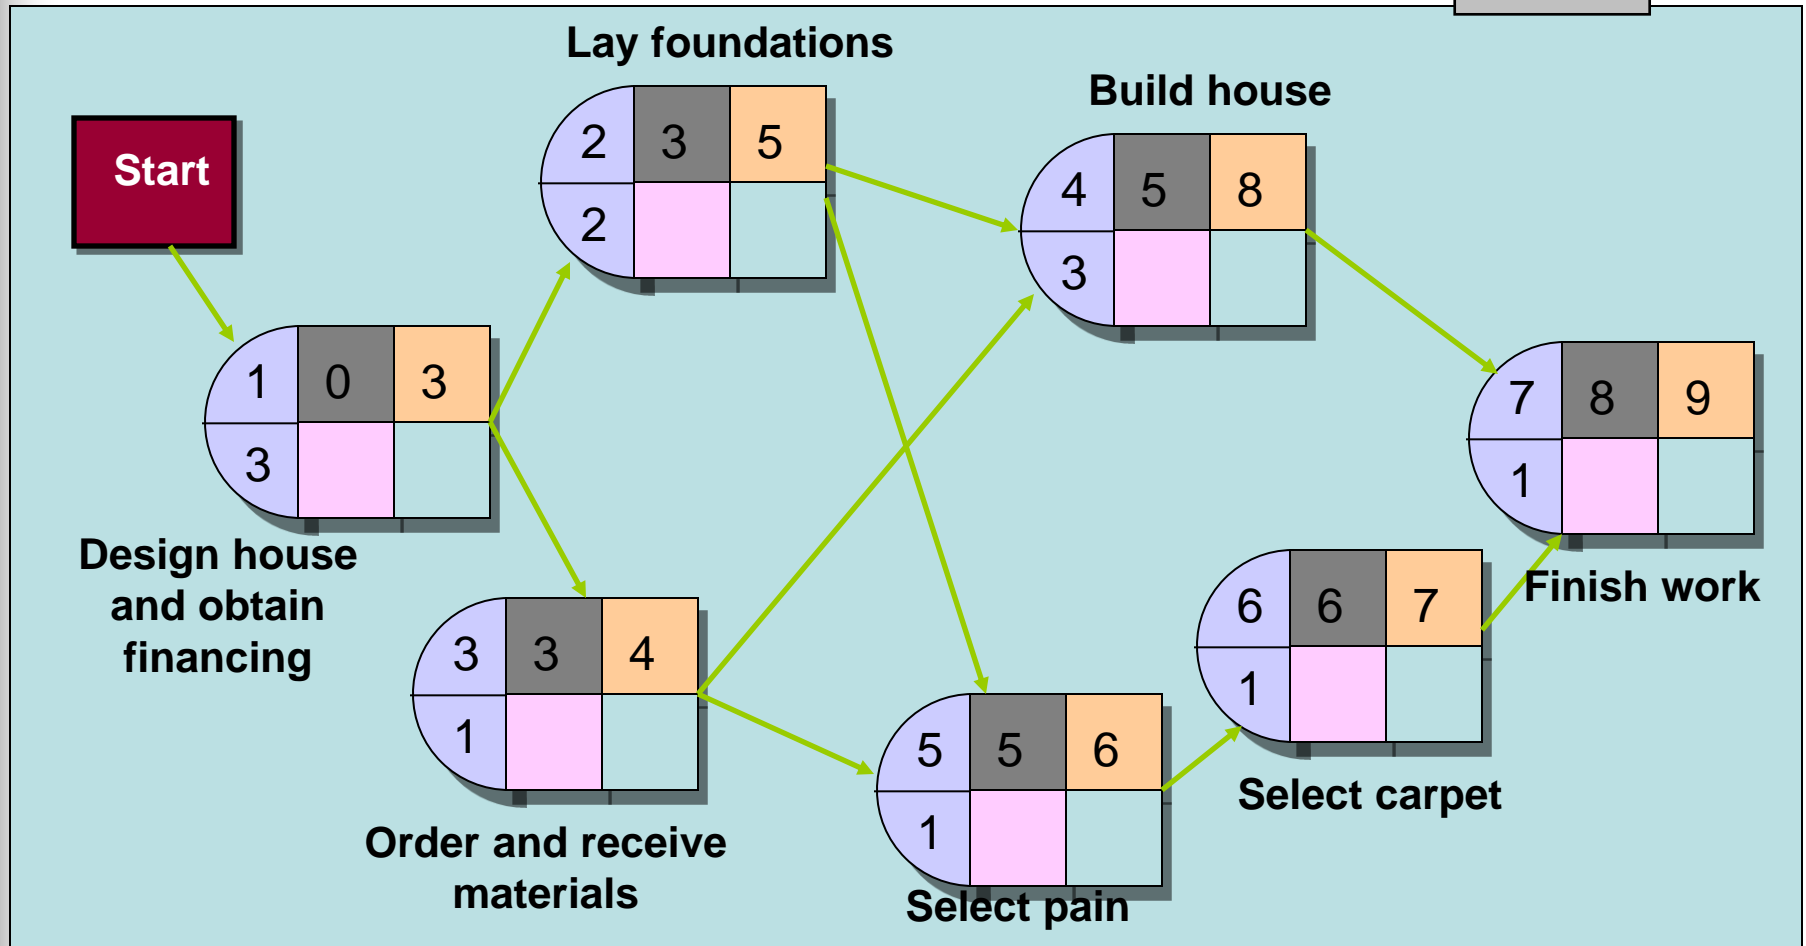 Lay foundations
Build house
Start
2 3 5
2
4 5 8
3
1 0 3
3
7 8 9
1
Design house
and obtain
financing
Finish work
3 3 4
1
6 6 7
1
5 5 6
1
Select carpet
Order and receive
materials
Select pain